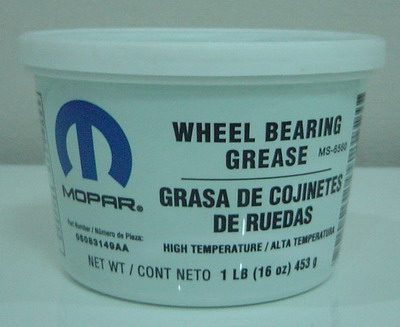 WHEEL BEARING
GREASE MS-6560
GRASA DE COJINETES
DE RUEDAS
HIGH TEMPERATURE / ALTA TEMPERATURA
NET WT / CONT NETO 1 LB (16 oz) 453 g
MOPAR®
Part Number / Número de Pieza:
05083149AA